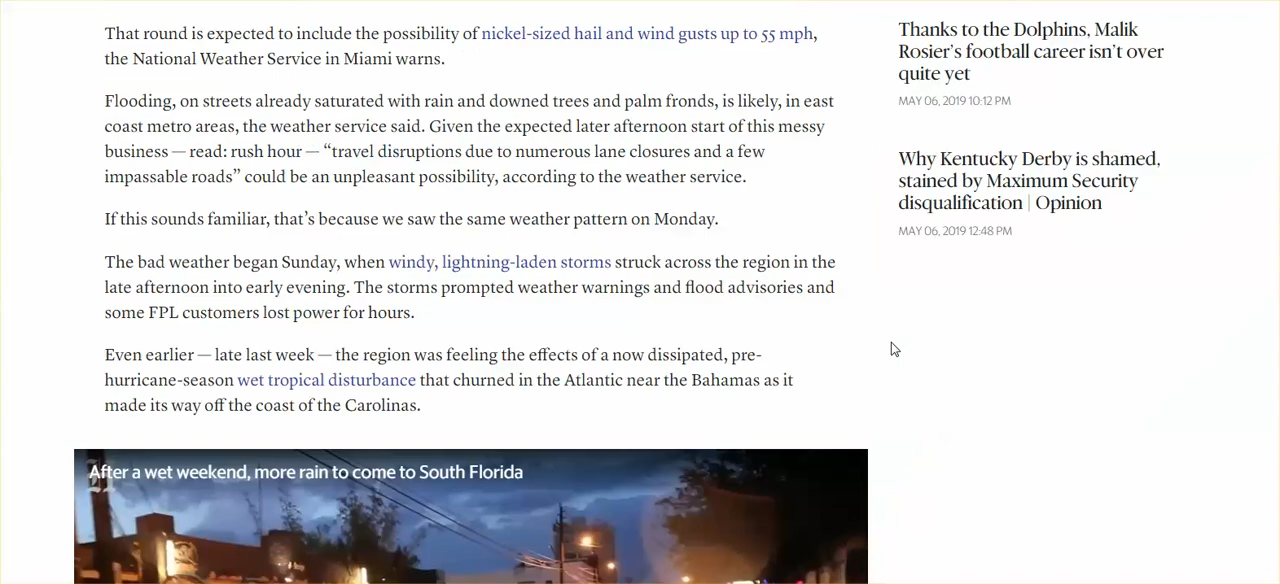 That round is expected to include the possibility of nickel-sized hail and wind gusts up to 55 mph,
the National Weather Service in Miami warns.
Flooding, on streets already saturated with rain and downed trees and palm fronds, is likely, in east
coast metro areas, the weather service said. Given the expected later afternoon start of this messy
business — read: rush hour — “travel disruptions due to numerous lane closures and a few
impassable roads” could be an unpleasant possibility, according to the weather service.
If this sounds familiar, that’s because we saw the same weather pattern on Monday.
The bad weather began Sunday, when windy, lightning-laden storms struck across the region in the
late afternoon into early evening. The storms prompted weather warnings and flood advisories and
some FPL customers lost power for hours.
Even earlier — late last week — the region was feeling the effects of a now dissipated, pre-
hurricane-season wet tropical disturbance that churned in the Atlantic near the Bahamas as it
made its way off the coast of the Carolinas.
After a wet weekend, more rain to come to South Florida
Thanks to the Dolphins, Malik
Rosier’s football career isn’t over
quite yet
MAY 06, 2019 10:12 PM
Why Kentucky Derby is shamed,
stained by Maximum Security
disqualification | Opinion
MAY 06, 2019 12:48 PM